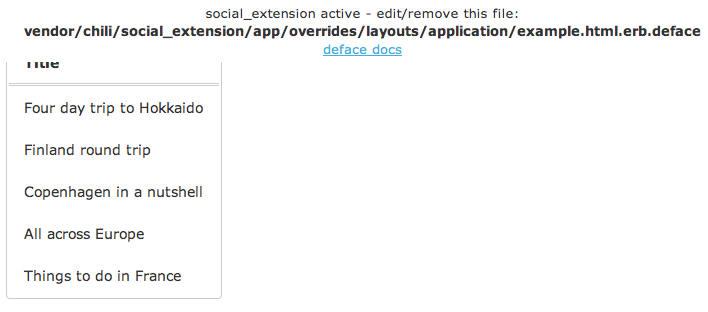 social_extension active - edit/remove this file:
vendor/chili/social_extension/app/overrides/layouts/application/example.html.erb.deface
deface docs
Title
Four day trip to Hokkaido
Finland round trip
Copenhagen in a nutshell
All across Europe
Things to do in France